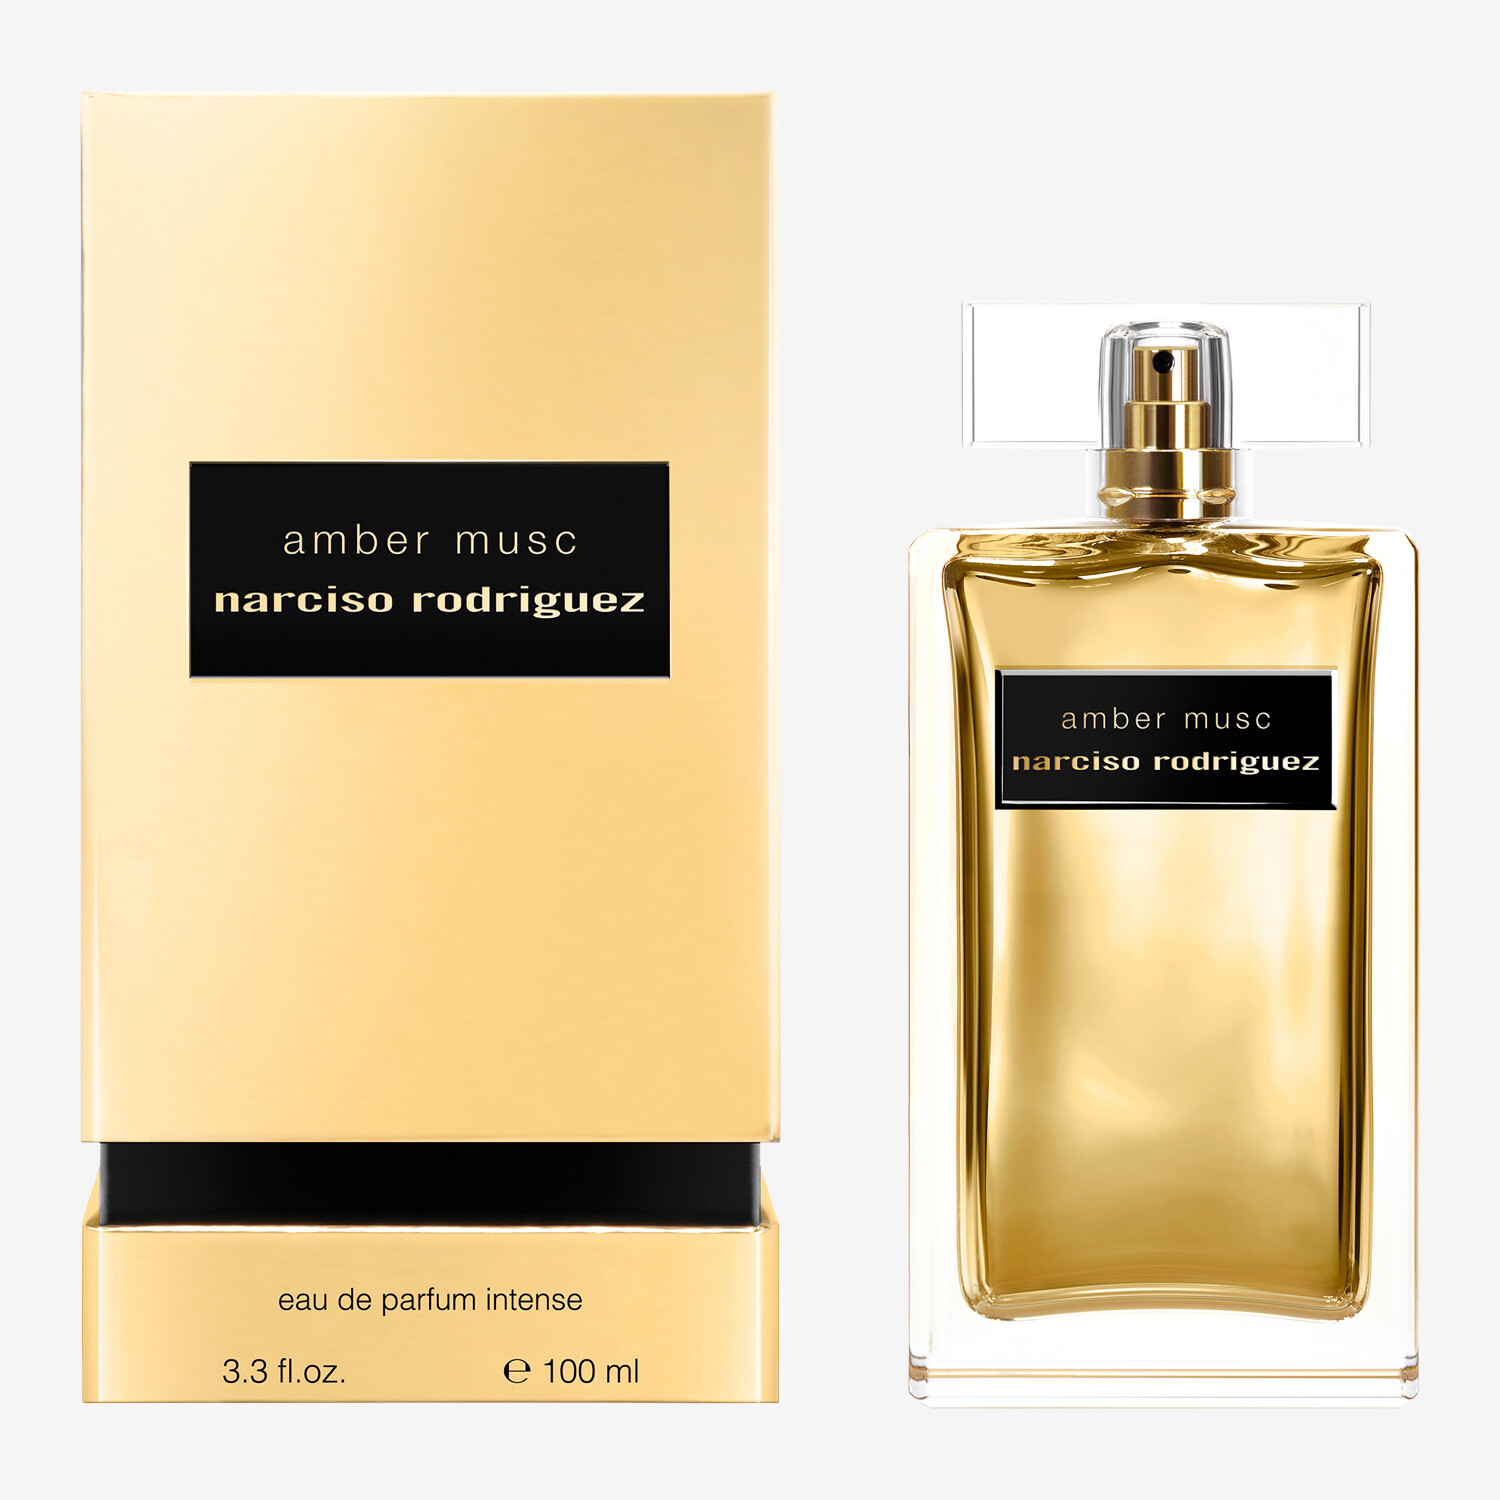 amber musc
narciso rodriguez
eau de parfum intense
3.3 fl.oz. ℮ 100 ml
amber musc
narciso rodriguez